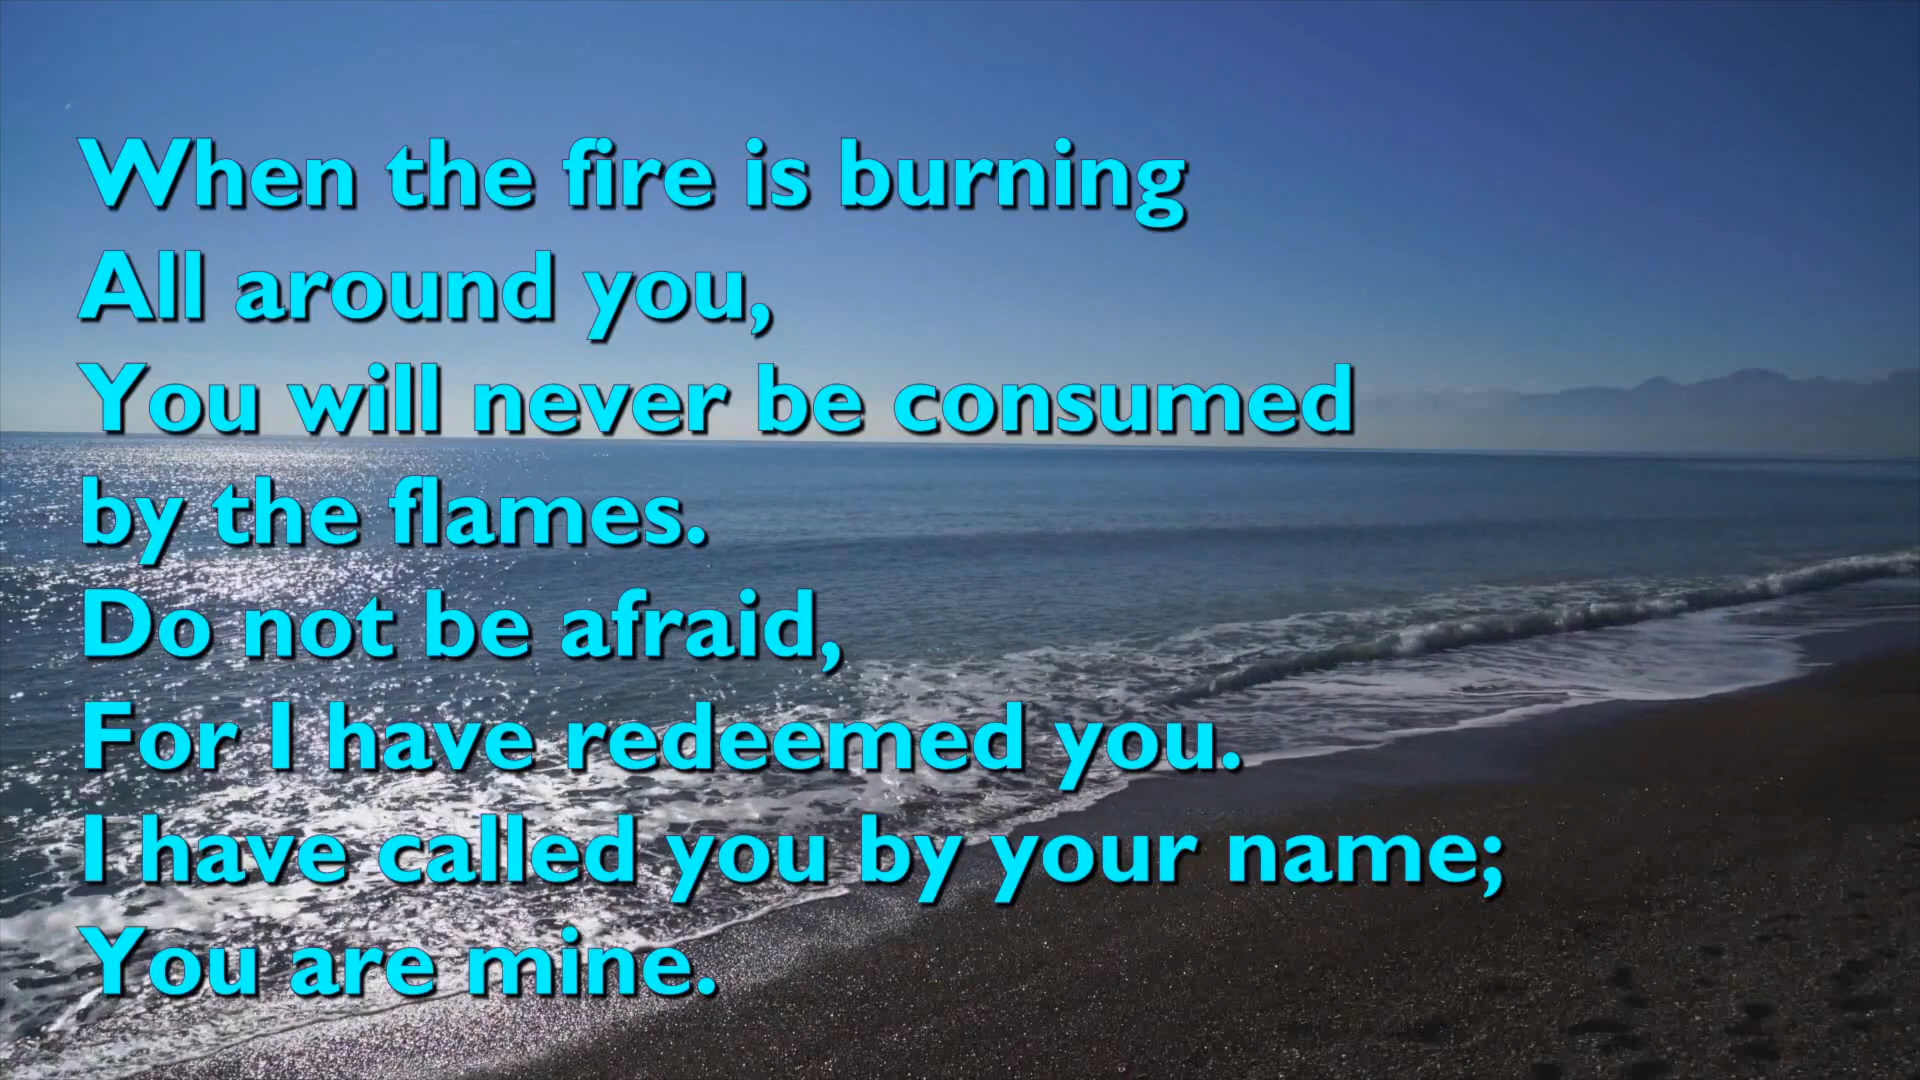 When the fire is burning
All around you,
You will never be consumed
by the flames.
Do not be afraid,
For I have redeemed you.
I have called you by your name;
You are mine.